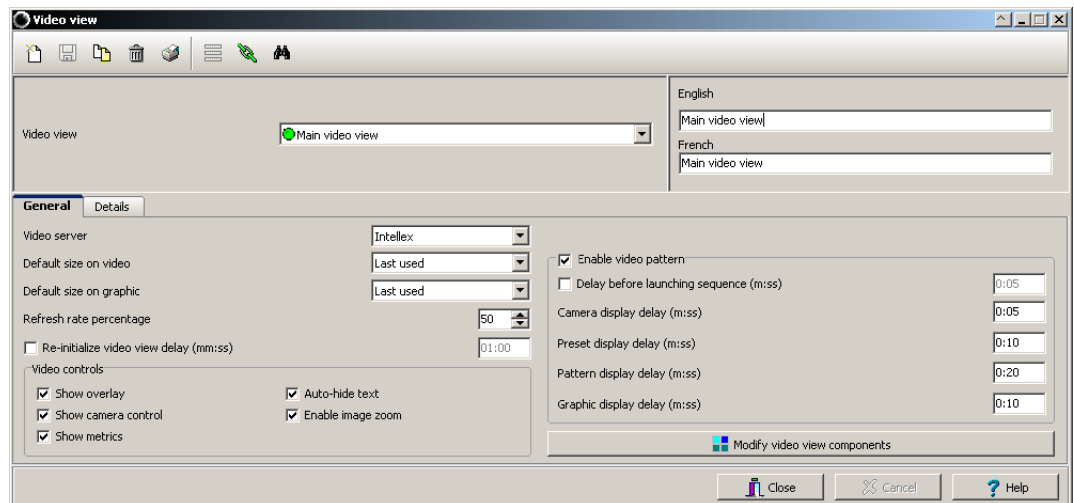 Video view
Video view
Main video view
English
Main video view
French
Main video view
General
Details
Video server
Intellex
Default size on video
Last used
Default size on graphic
Last used
Refresh rate percentage
50
Re-initialize video view delay (mm:ss)
01:00
Video controls
Show overlay
Auto-hide text
Show camera control
Enable image zoom
Show metrics
Enable video pattern
Delay before launching sequence (m:ss)
0:05
Camera display delay (m:ss)
0:05
Preset display delay (m:ss)
0:10
Pattern display delay (m:ss)
0:20
Graphic display delay (m:ss)
0:10
Modify video view components
Close
Cancel
Help